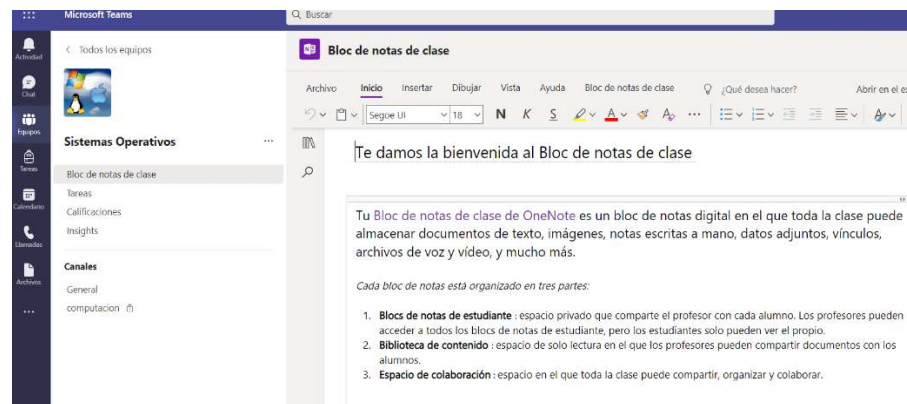 Microsoft Teams
Buscar
Actividad
Chat
Equipos
Tareas
Calendario
Llamadas
Archivos
Todos los equipos
Sistemas Operativos
Bloc de notas de clase
Tareas
Calificaciones
Insights
Canales
General
computacion
Bloc de notas de clase
Archivo Inicio Insertar Dibujar Vista Ayuda Bloc de notas de clase ¿Qué desea hacer? Abrir en el
Segoe UI 18 N K S
Te damos la bienvenida al Bloc de notas de clase
Tu Bloc de notas de clase de OneNote es un bloc de notas digital en el que toda la clase puede
almacenar documentos de texto, imágenes, notas escritas a mano, datos adjuntos, vínculos,
archivos de voz y vídeo, y mucho más.
Cada bloc de notas está organizado en tres partes:
1. Blocs de notas de estudiante : espacio privado que comparte el profesor con cada alumno. Los profesores pueden
acceder a todos los blocs de notas de estudiante, pero los estudiantes solo pueden ver el propio.
2. Biblioteca de contenido : espacio de solo lectura en el que los profesores pueden compartir documentos con los
alumnos.
3. Espacio de colaboración : espacio en el que toda la clase puede compartir, organizar y colaborar.